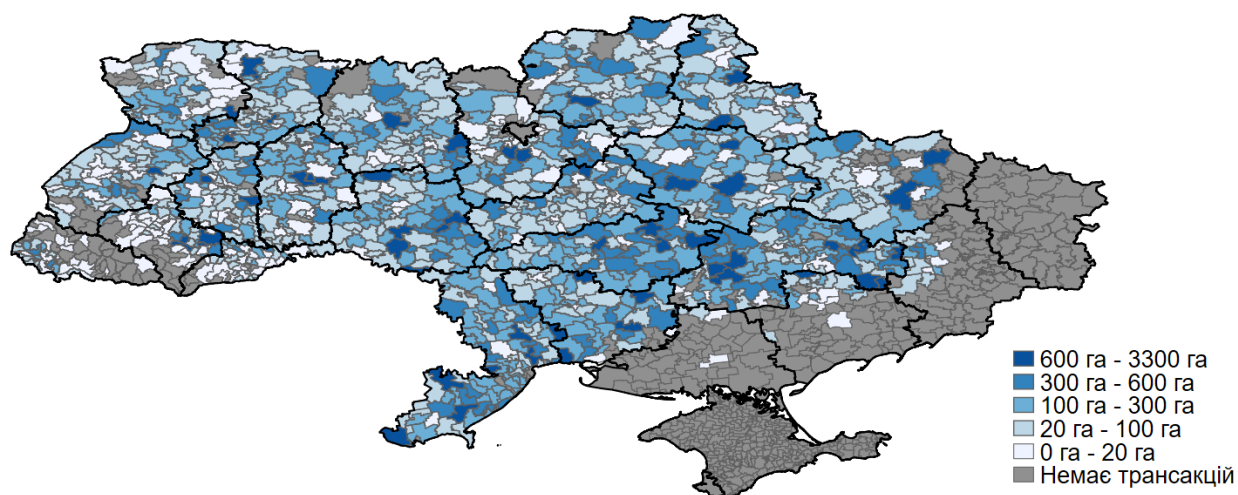 600 га - 3300 га
300 га - 600 га
100 га - 300 га
20 га - 100 га
0 га - 20 га
Немає трансакцій